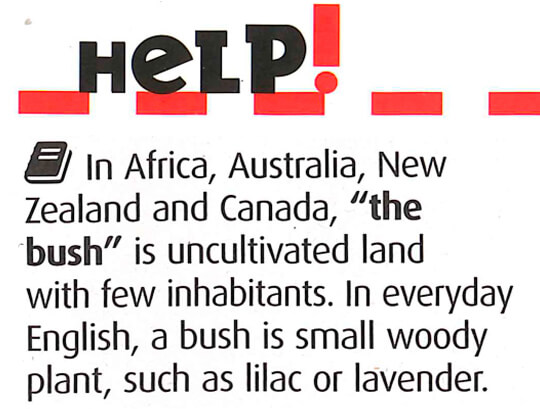 HeLP!
In Africa, Australia, New
Zealand and Canada, “the
bush” is uncultivated land
with few inhabitants. In everyday
English, a bush is small woody
plant, such as lilac or lavender.